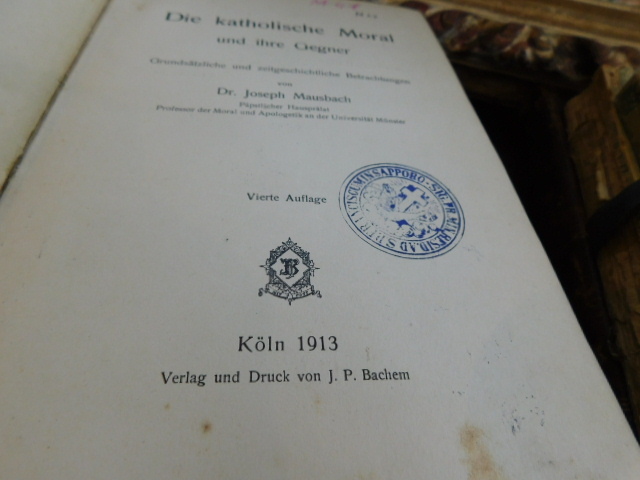 Die katholische Moral
und ihre Gegner
Grundsätzliche und zeitgeschichtliche Betrachtungen
von
Dr. Joseph Mausbach
Päpstlicher Hausprälat
Professor der Moral und Apologetik an der Universität Münster
Vierte Auflage
B
Köln 1913
Verlag und Druck von J. P. Bachem